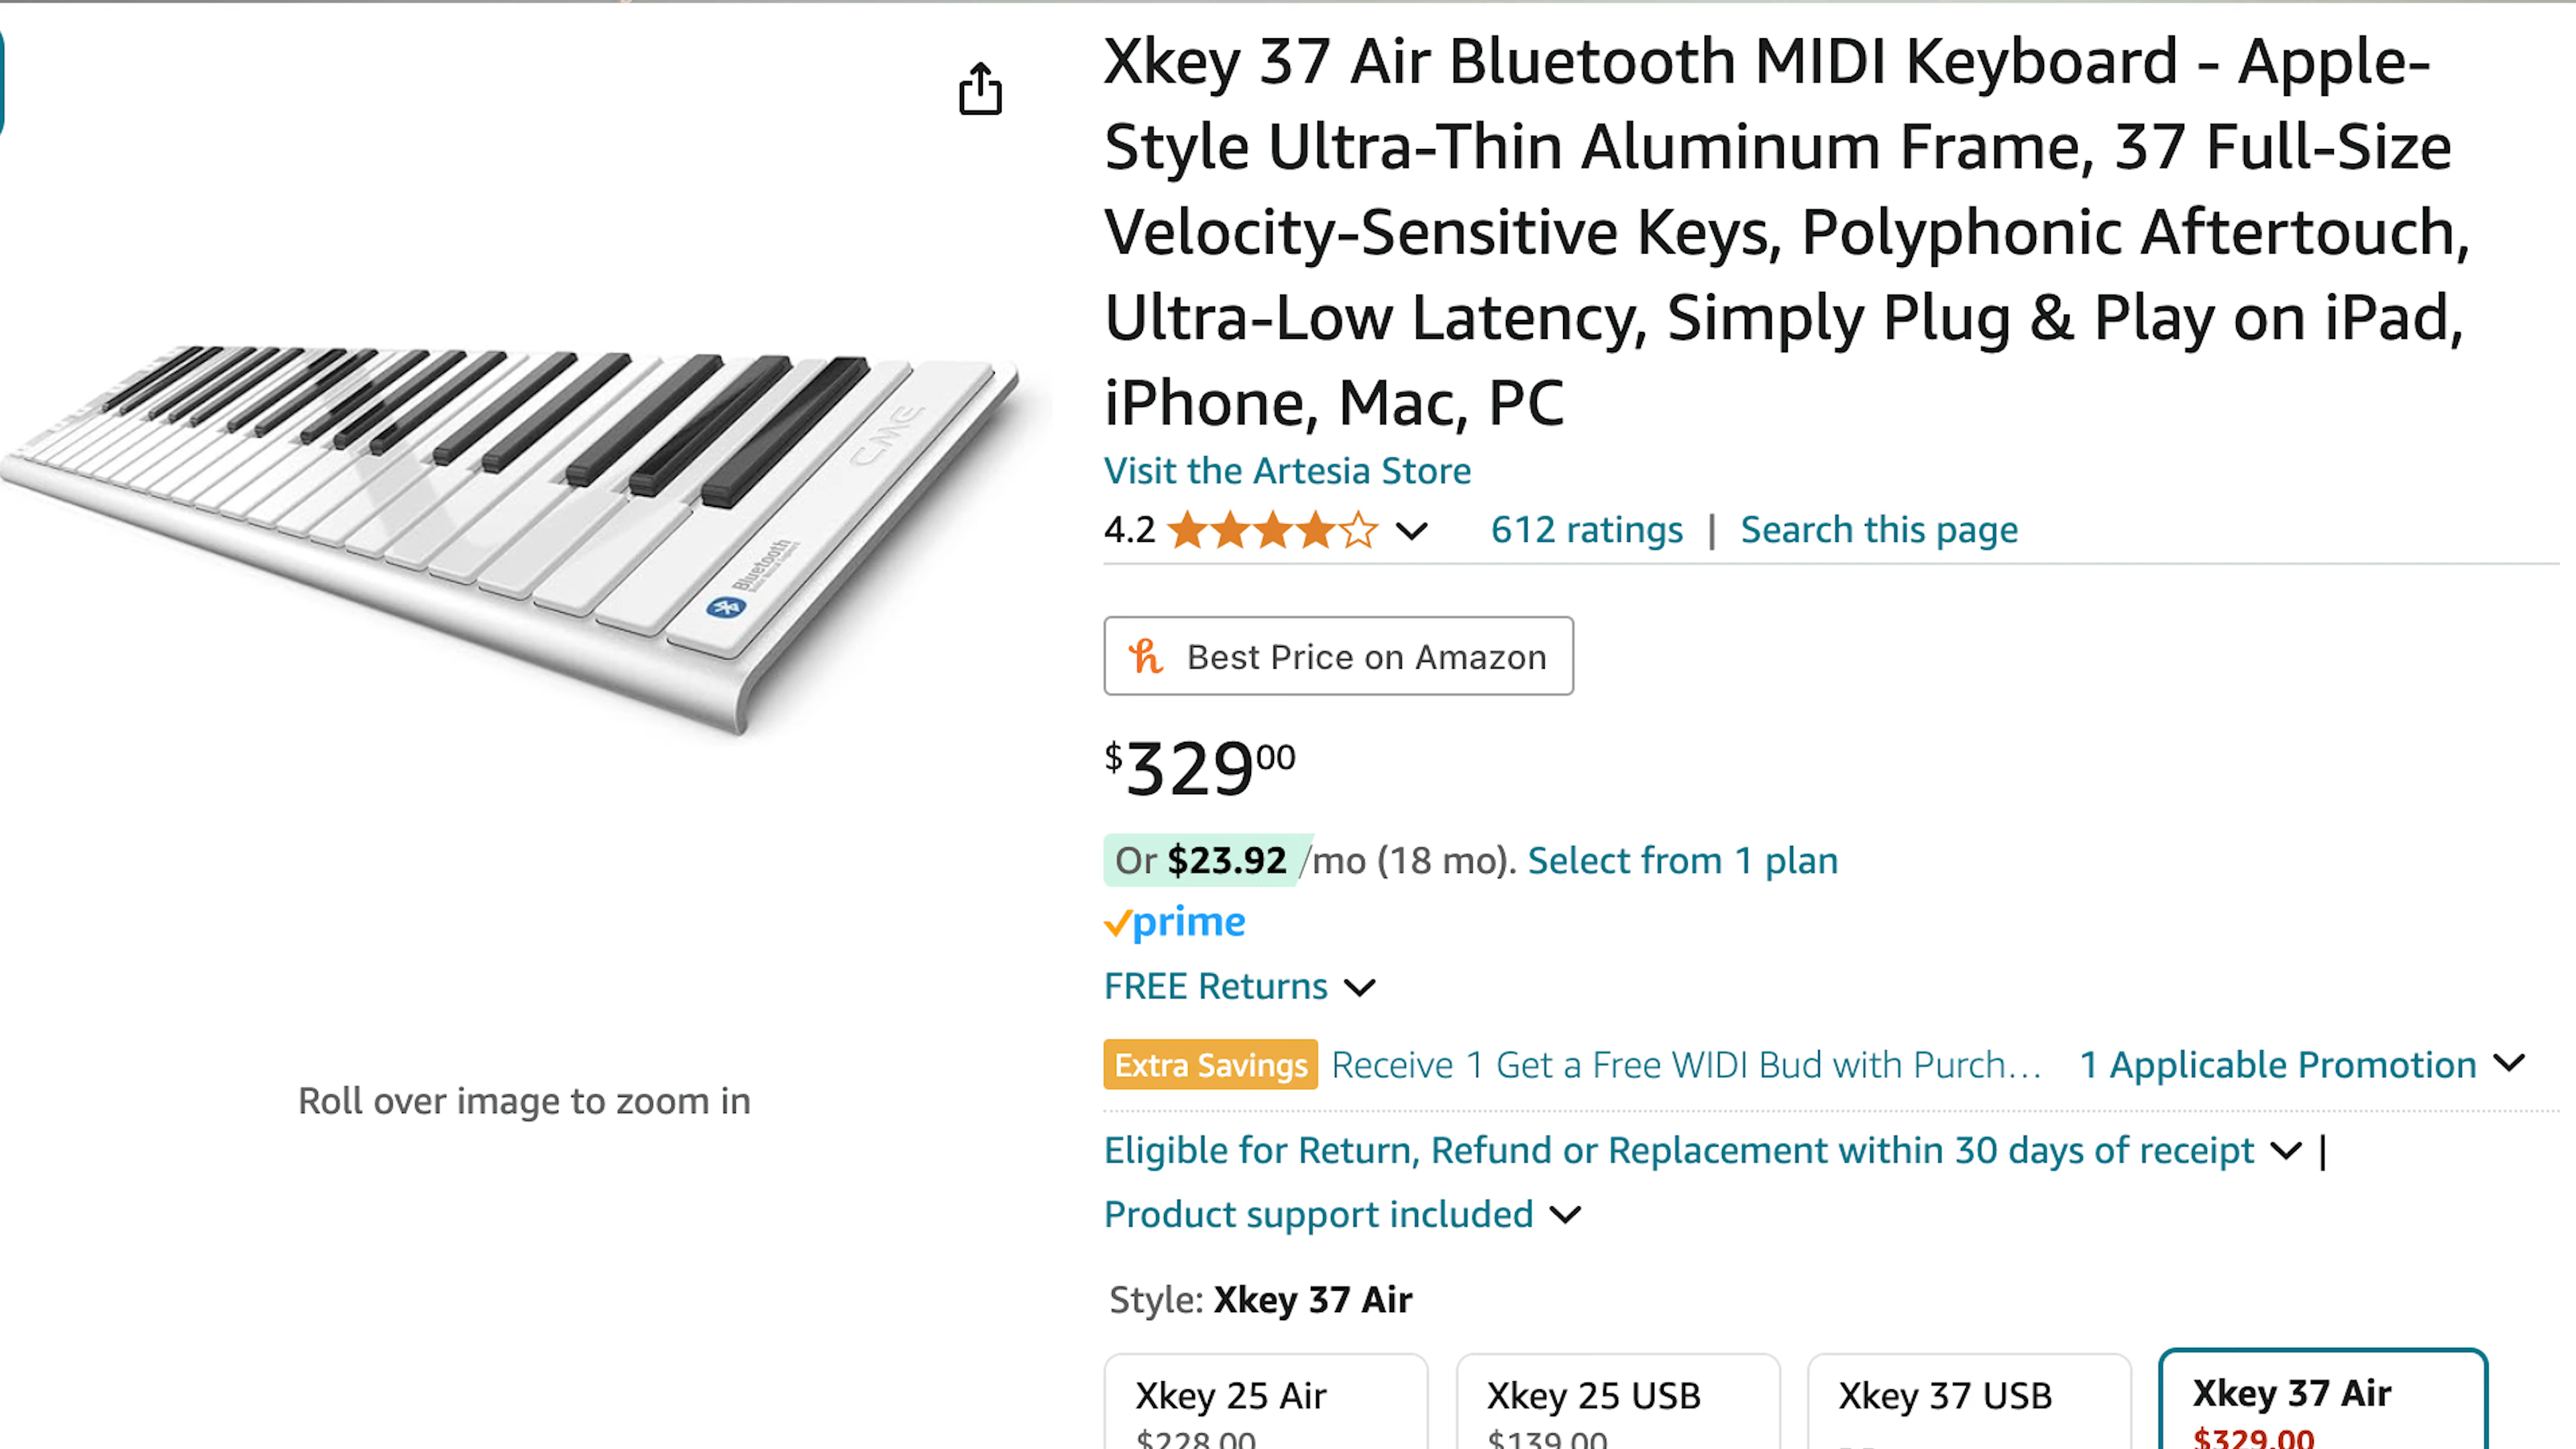 Xkey 37 Air Bluetooth MIDI Keyboard - Apple-
Style Ultra-Thin Aluminum Frame, 37 Full-Size
Velocity-Sensitive Keys, Polyphonic Aftertouch,
Ultra-Low Latency, Simply Plug & Play on iPad,
iPhone, Mac, PC
Visit the Artesia Store
4.2 612 ratings | Search this page
Best Price on Amazon
$329.00
Or $23.92 /mo (18 mo). Select from 1 plan
prime
FREE Returns
Extra Savings Receive 1 Get a Free WIDI Bud with Purch... 1 Applicable Promotion
Eligible for Return, Refund or Replacement within 30 days of receipt |
Product support included
Style: Xkey 37 Air
Xkey 25 Air Xkey 25 USB Xkey 37 USB Xkey 37 Air
$228.00 $139.00 $329.00
CME
Bluetooth
Roll over image to zoom in